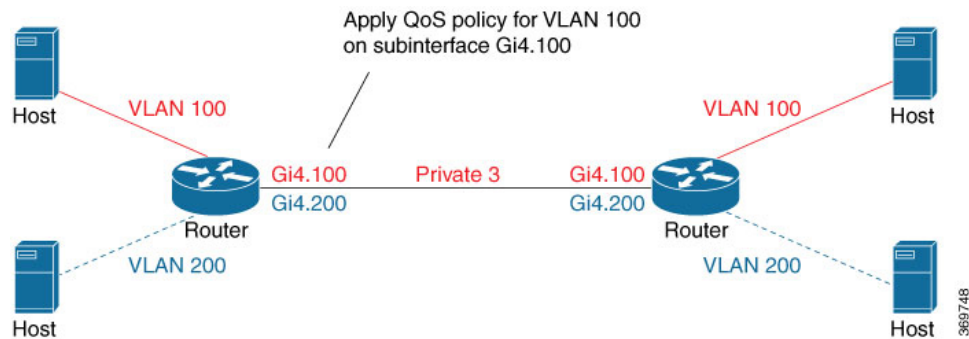 Apply QoS policy for VLAN 100
on subinterface Gi4.100
Host
VLAN 100
VLAN 100
Host
Gi4.100
Private 3
Gi4.100
Gi4.200
Gi4.200
Router
Router
VLAN 200
VLAN 200
Host
Host
369748